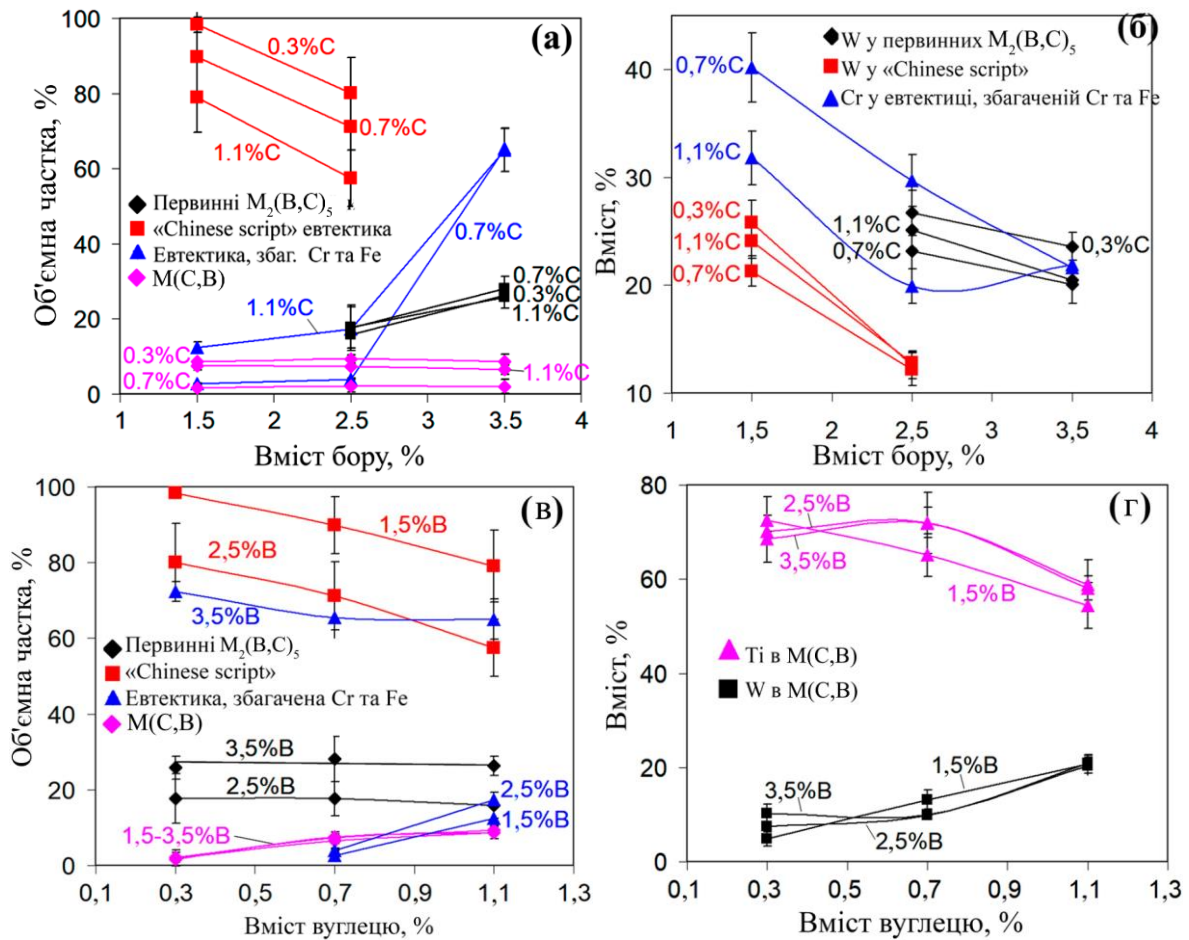 (а)
Об'ємна частка, %
100
80
60
40
20
0
0.3%C
0.7%C
1.1%C
Первинні M₂(B,C)₅
«Chinese script» евтектика
Евтектика, збаг. Cr та Fe
M(C,B)
0.7%C
1.1%C
0.7%C
0.3%C
1.1%C
0.3%C
0.7%C
1.1%C
1 1.5 2 2.5 3 3.5 4
Вміст бору, %
(б)
Вміст, %
40
30
20
10
W у первинних M₂(B,C)₅
W у «Chinese script»
Cr у евтектиці, збагаченій Cr та Fe
0,7%C
1,1%C
0,3%C
1,1%C
0,7%C
1,1%C
0,7%C
0,3%C
1 1,5 2 2,5 3 3,5 4
Вміст бору, %
(в)
Об'ємна частка, %
100
80
60
40
20
0
1,5%B
2,5%B
3,5%B
Первинні M₂(B,C)₅
«Chinese script»
Евтектика, збагачена Cr та Fe
M(C,B)
3,5%B
2,5%B
2,5%B
1,5%B
1,5-3,5%B
0,1 0,3 0,5 0,7 0,9 1,1 1,3
Вміст вуглецю, %
(г)
Вміст, %
80
60
40
20
0
2,5%B
3,5%B
1,5%B
Ti в M(C,B)
W в M(C,B)
1,5%B
3,5%B
2,5%B
0,1 0,3 0,5 0,7 0,9 1,1 1,3
Вміст вуглецю, %